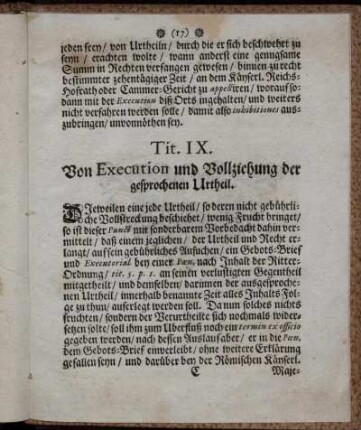 ❁ (17) ❁
jeden frey / von Urtheiln / durch die er sich beschwehrt zu
seyn / erachten wolte / wann anderst eine genugsame
Summ in Rechten verfangen gewesen / binnen zu recht
bestimmter zehentägiger Zeit / an dem Käyserl. Reichs-
Hofrath oder Cammer-Gericht zu appelliren / worauf so-
dann mit der Execution diß Orts ingehalten / und weiters
nicht verfahren werden solle / damit also inhibitiones aus-
zubringen / unvonnöthen sey.
Tit. IX.
Von Execution und Vollziehung der
gesprochenen Urtheil.
DJeweilen eine jede Urtheil / so deren nicht gebührli-
che Vollstreckung beschiehet / wenig Frucht bringet /
so ist dieser Punct mit sonderbarem Vorbedacht dahin ver-
mittelt / daß einem jeglichen / der Urtheil und Recht er-
langt / auf sein gebührliches Ansuchen / ein Gebots-Brief
und Executorial bey einer Pœn, nach Inhalt der Ritter-
Ordnung / tit. 5. p. 1. an seinen verlustigten Gegentheil
mitgetheilt / und demselben / darinnen der ausgesproche-
nen Urtheil / innerhalb benannte Zeit alles Inhalts Fol-
ge zu thun / auferlegt werden soll. Da nun solches nichts
fruchten / sondern der Verurtheilte sich nochmals wider-
setzen solte / soll ihm zum Uberfluß noch ein termin ex officio
gegeben werden / nach dessen Auslauf aber / er in die Pœn,
dem Gebots-Brief einverleibt / ohne weitere Erklärung
gefallen seyn / und darüber bey der Römischen Känserl.
C Maje-